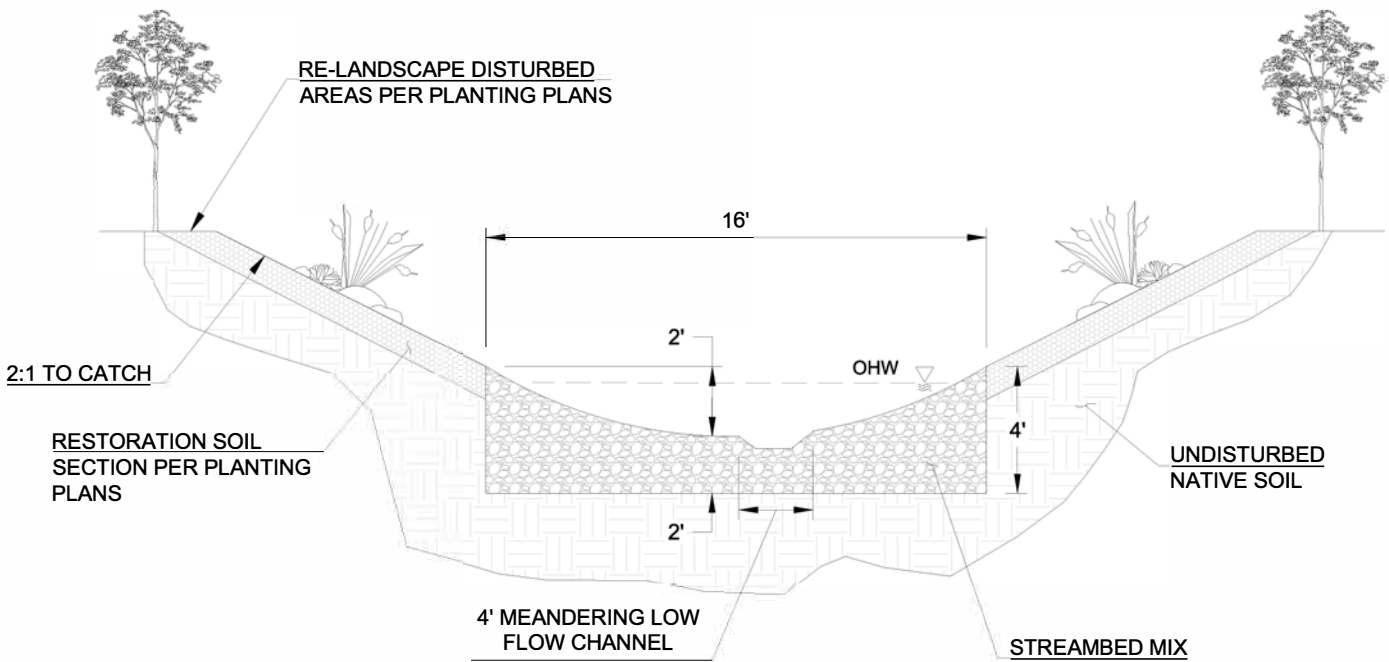 RE-LANDSCAPE DISTURBED
AREAS PER PLANTING PLANS
16'
2'
OHW
2:1 TO CATCH
4'
RESTORATION SOIL
SECTION PER PLANTING
PLANS
UNDISTURBED
NATIVE SOIL
2'
4' MEANDERING LOW
FLOW CHANNEL
STREAMBED MIX